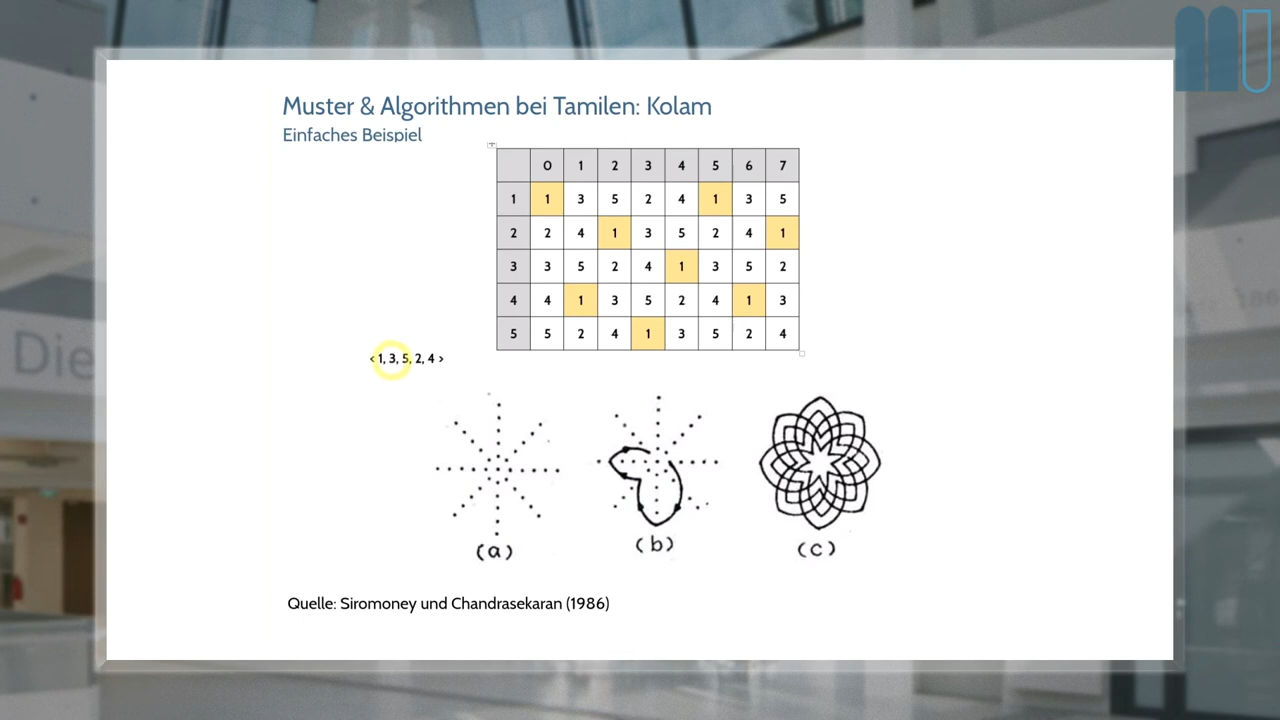 Muster & Algorithmen bei Tamilen: Kolam
Einfaches Beispiel
0 1 2 3 4 5 6 7
1 1 3 5 2 4 1 3 5
2 2 4 1 3 5 2 4 1
3 3 5 2 4 1 3 5 2
4 4 1 3 5 2 4 1 3
5 5 2 4 1 3 5 2 4
< 1, 3, 5, 2, 4 >
(a) (b) (c)
Quelle: Siromoney und Chandrasekaran (1986)
Die